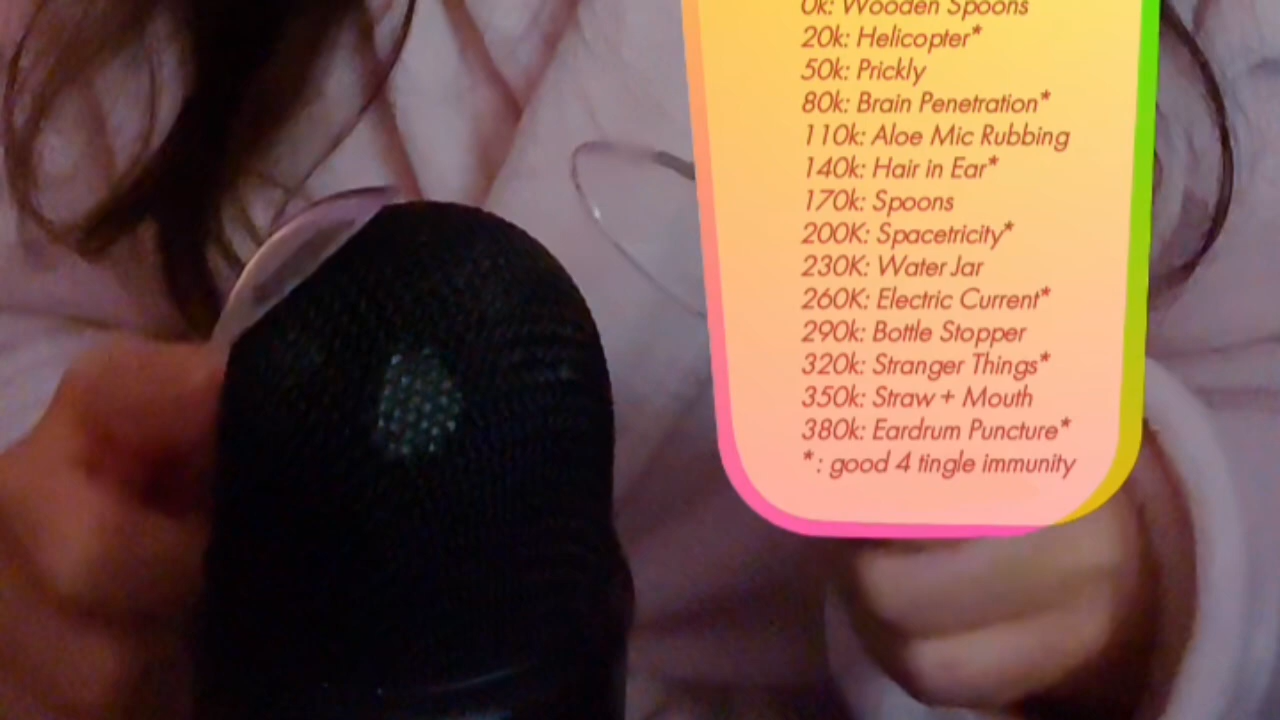 0k: Wooden Spoons
20k: Helicopter*
50k: Prickly
80k: Brain Penetration*
110k: Aloe Mic Rubbing
140k: Hair in Ear*
170k: Spoons
200K: Spacetricity*
230K: Water Jar
260K: Electric Current*
290k: Bottle Stopper
320k: Stranger Things*
350k: Straw + Mouth
380k: Eardrum Puncture*
*: good 4 tingle immunity